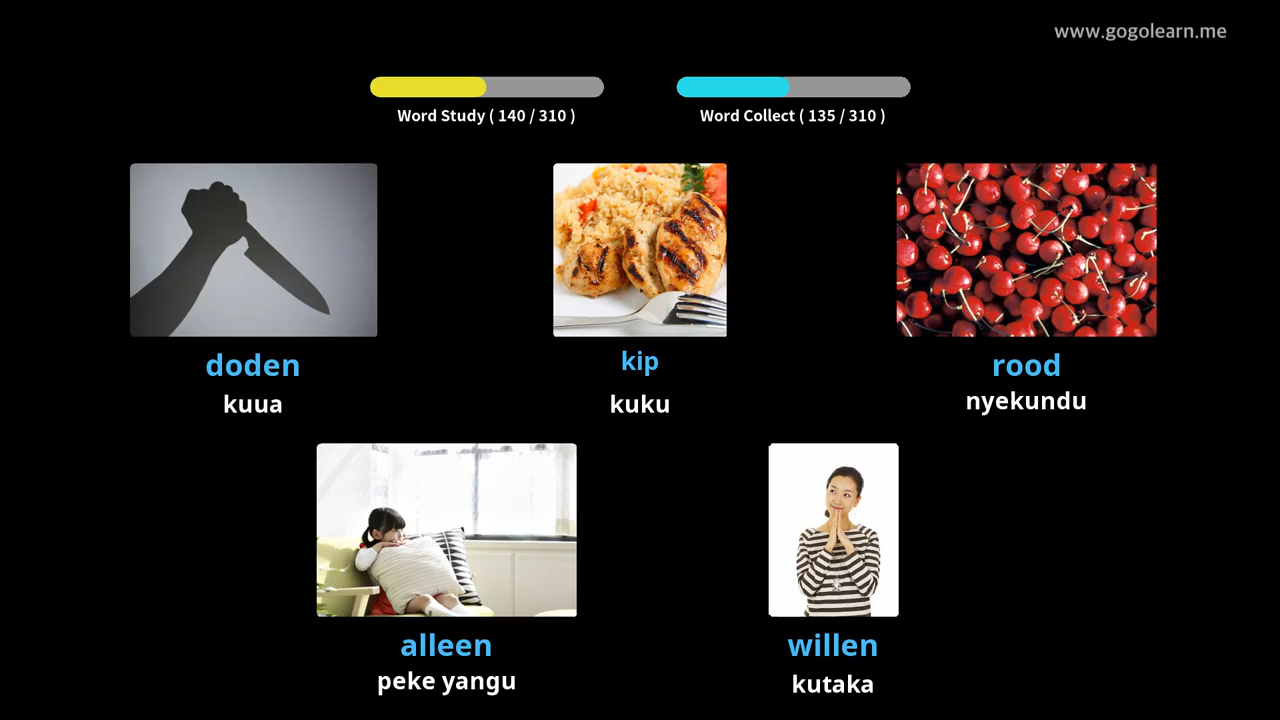 www.gogolearn.me
Word Study ( 140 / 310 )
Word Collect ( 135 / 310 )
doden
kuua
kip
kuku
rood
nyekundu
alleen
peke yangu
willen
kutaka